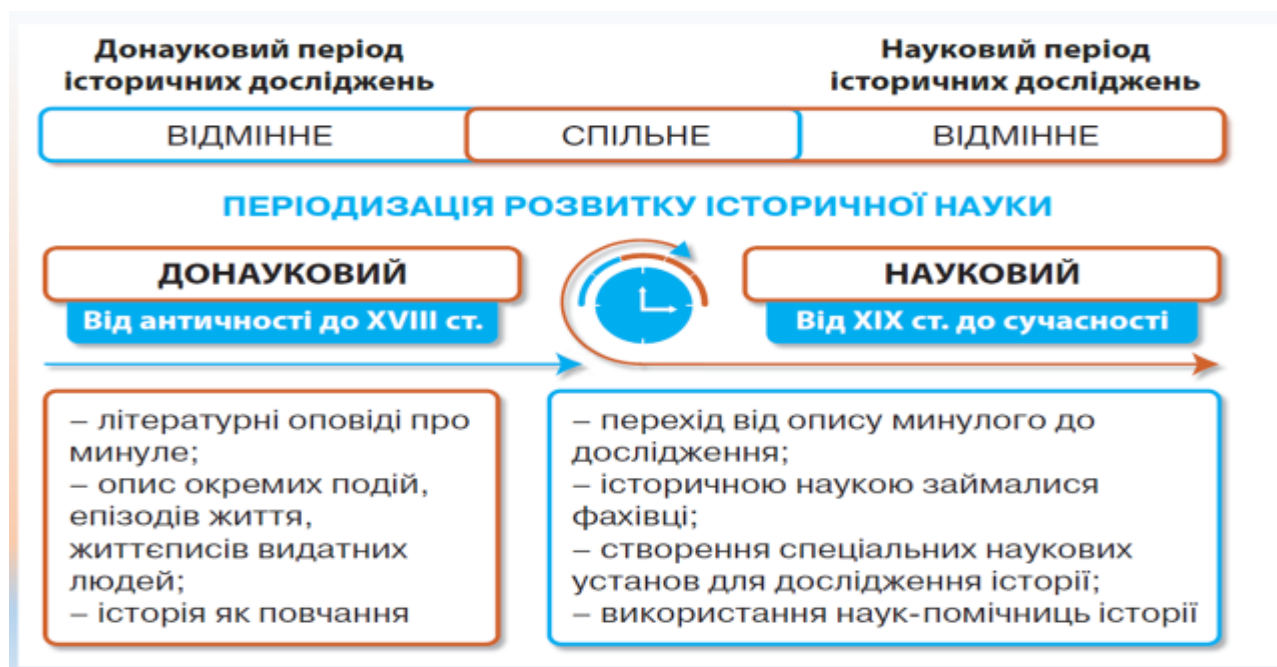 Донауковий період
історичних досліджень
Науковий період
історичних досліджень
ВІДМІННЕ
СПІЛЬНЕ
ВІДМІННЕ
ПЕРІОДИЗАЦІЯ РОЗВИТКУ ІСТОРИЧНОЇ НАУКИ
ДОНАУКОВИЙ
Від античності до XVIII ст.
НАУКОВИЙ
Від XIX ст. до сучасності
– літературні оповіді про
минуле;
– опис окремих подій,
епізодів життя,
життєписів видатних
людей;
– історія як повчання
– перехід від опису минулого до
дослідження;
– історичною наукою займалися
фахівці;
– створення спеціальних наукових
установ для дослідження історії;
– використання наук-помічниць історії